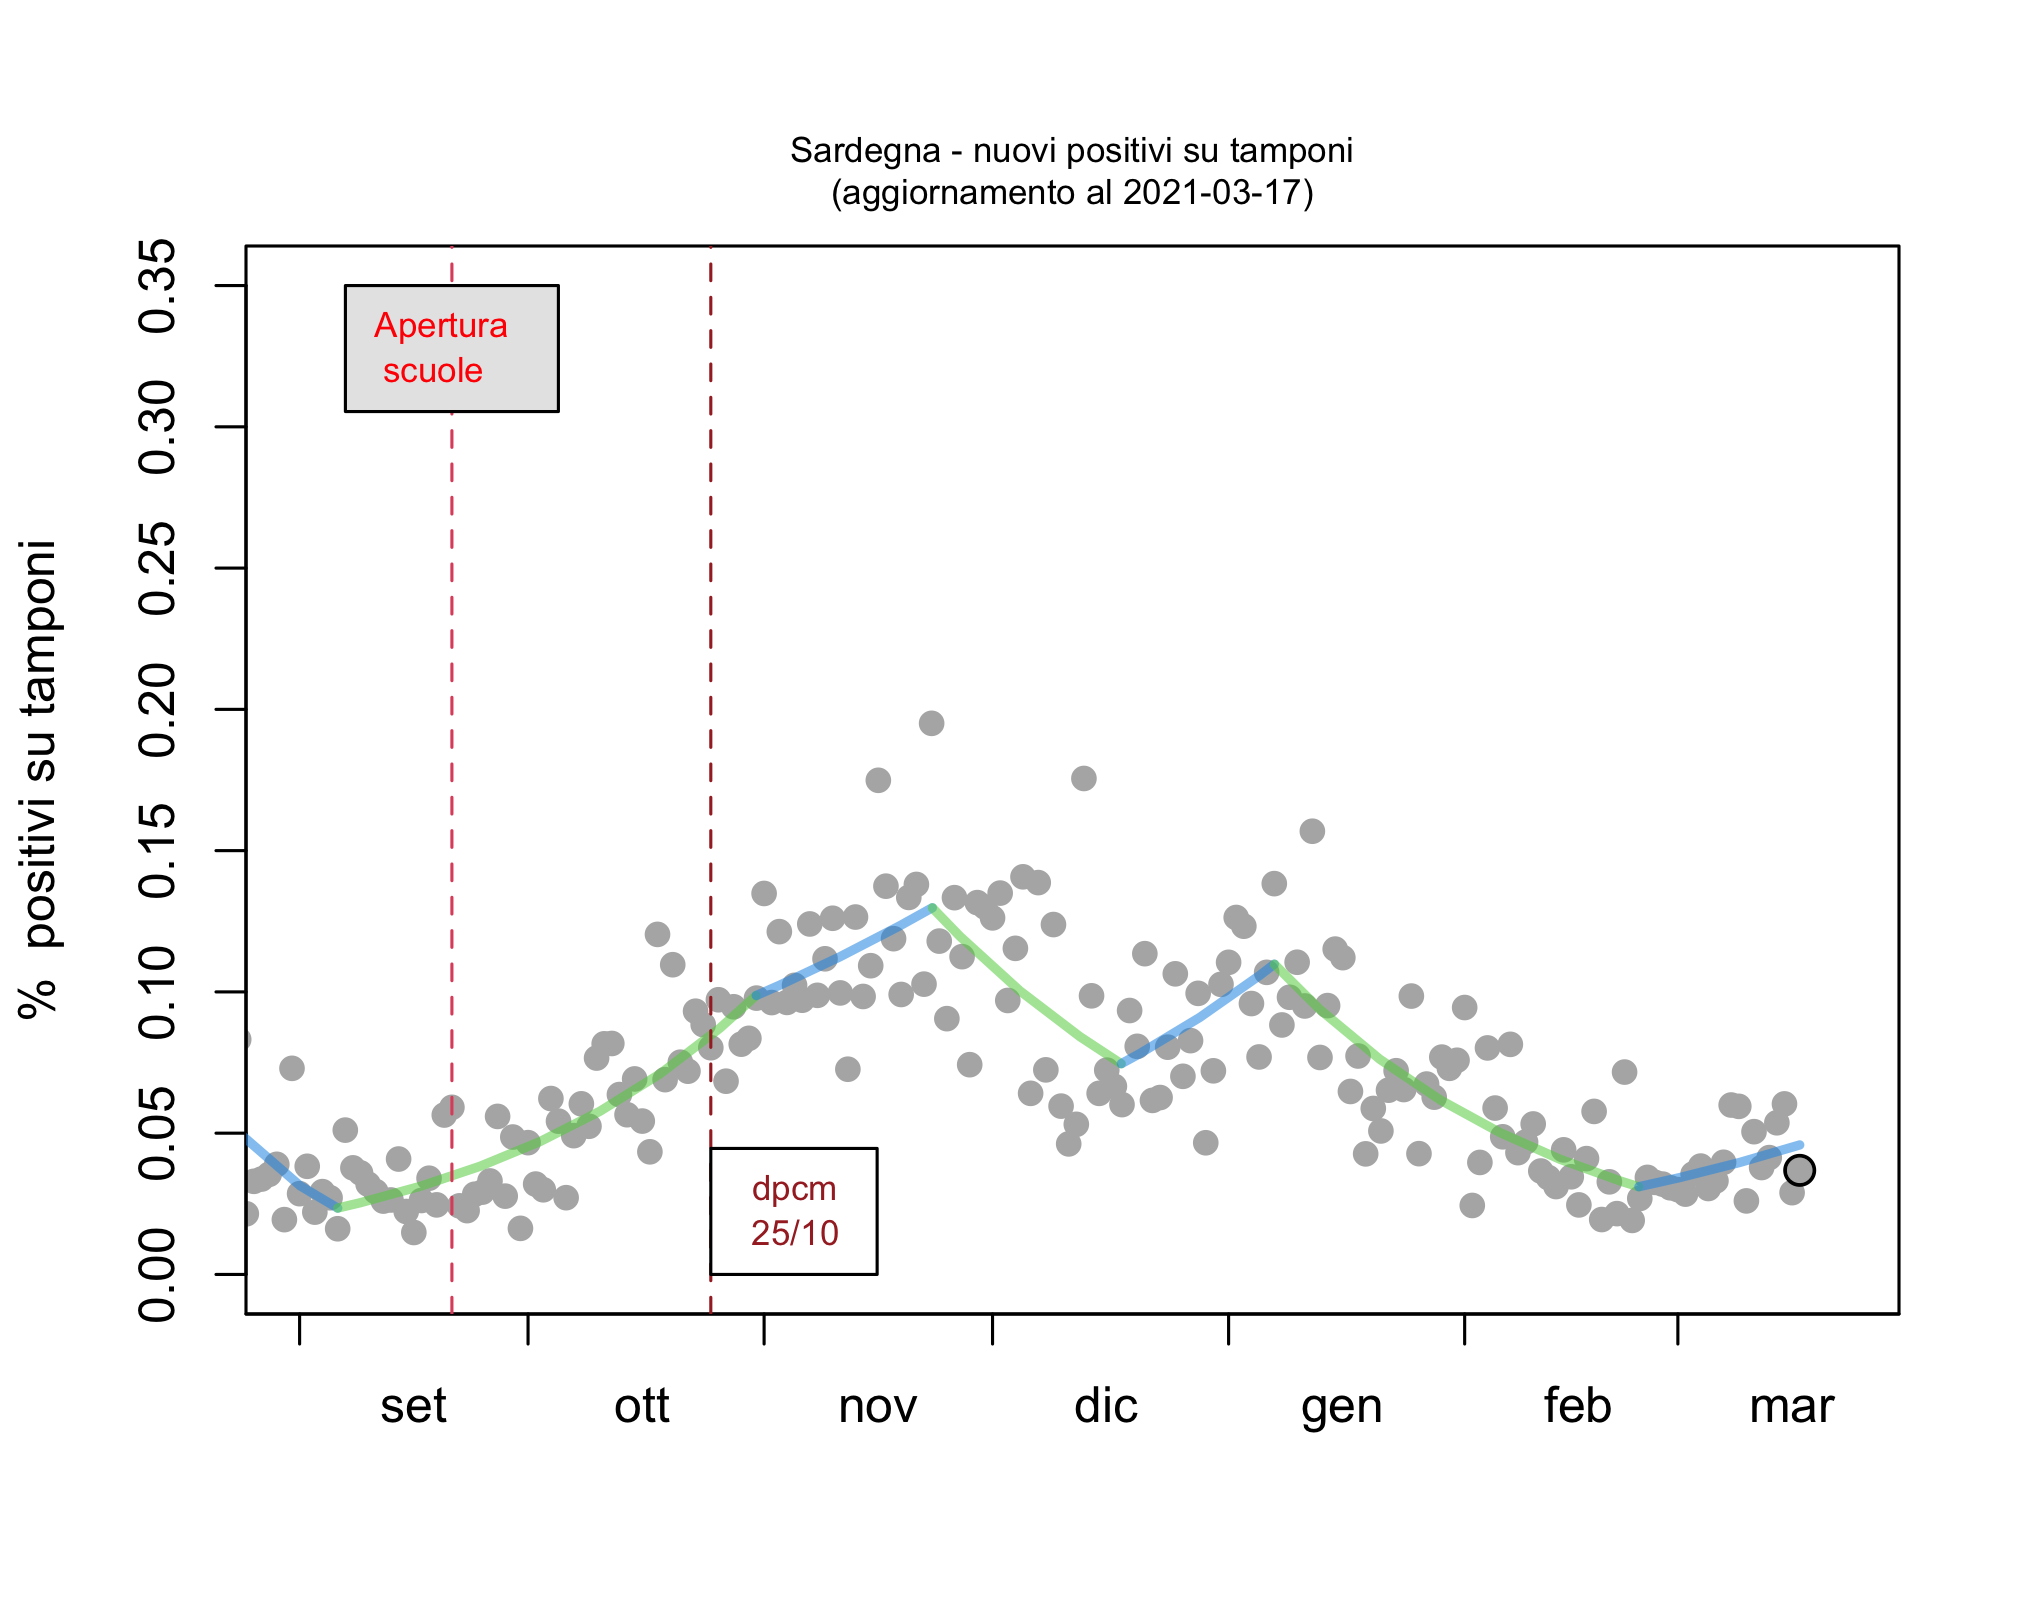 Sardegna - nuovi positivi su tamponi
(aggiornamento al 2021-03-17)
% positivi su tamponi
0.35
0.30
0.25
0.20
0.15
0.10
0.05
0.00
Apertura
scuole
dpcm
25/10
set
ott
nov
dic
gen
feb
mar